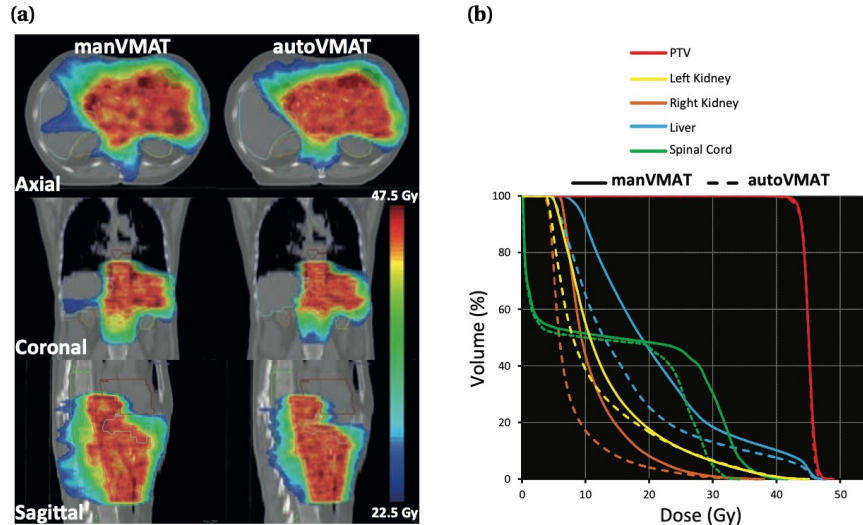 (a)
manVMAT autoVMAT
Axial
47.5 Gy
Coronal
Sagittal
22.5 Gy
(b)
PTV
Left Kidney
Right Kidney
Liver
Spinal Cord
manVMAT autoVMAT
Volume (%)
100
80
60
40
20
0
0 10 20 30 40 50
Dose (Gy)